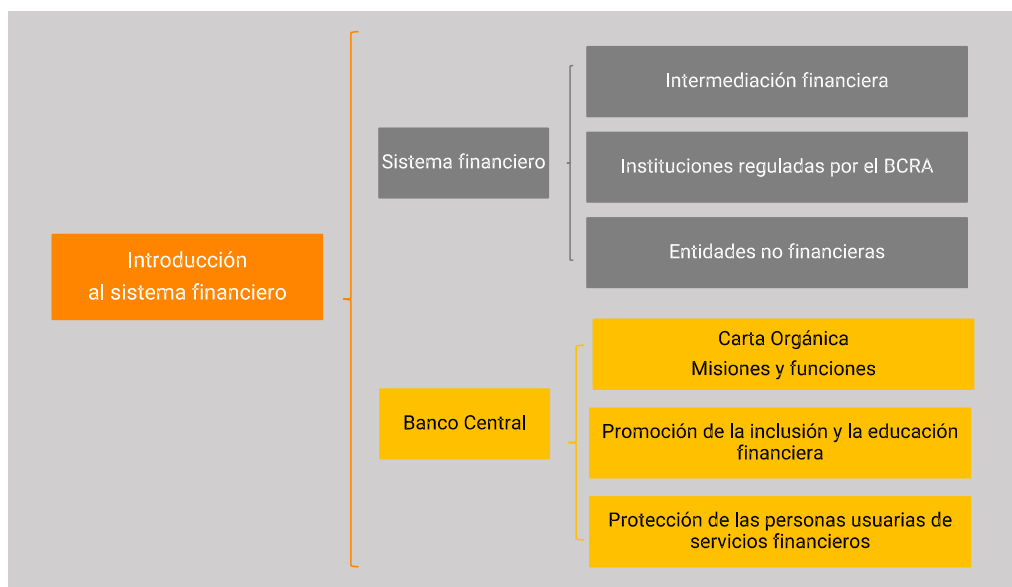 Introducción
al sistema financiero
Sistema financiero
Intermediación financiera
Instituciones reguladas por el BCRA
Entidades no financieras
Banco Central
Carta Orgánica
Misiones y funciones
Promoción de la inclusión y la educación
financiera
Protección de las personas usuarias de
servicios financieros